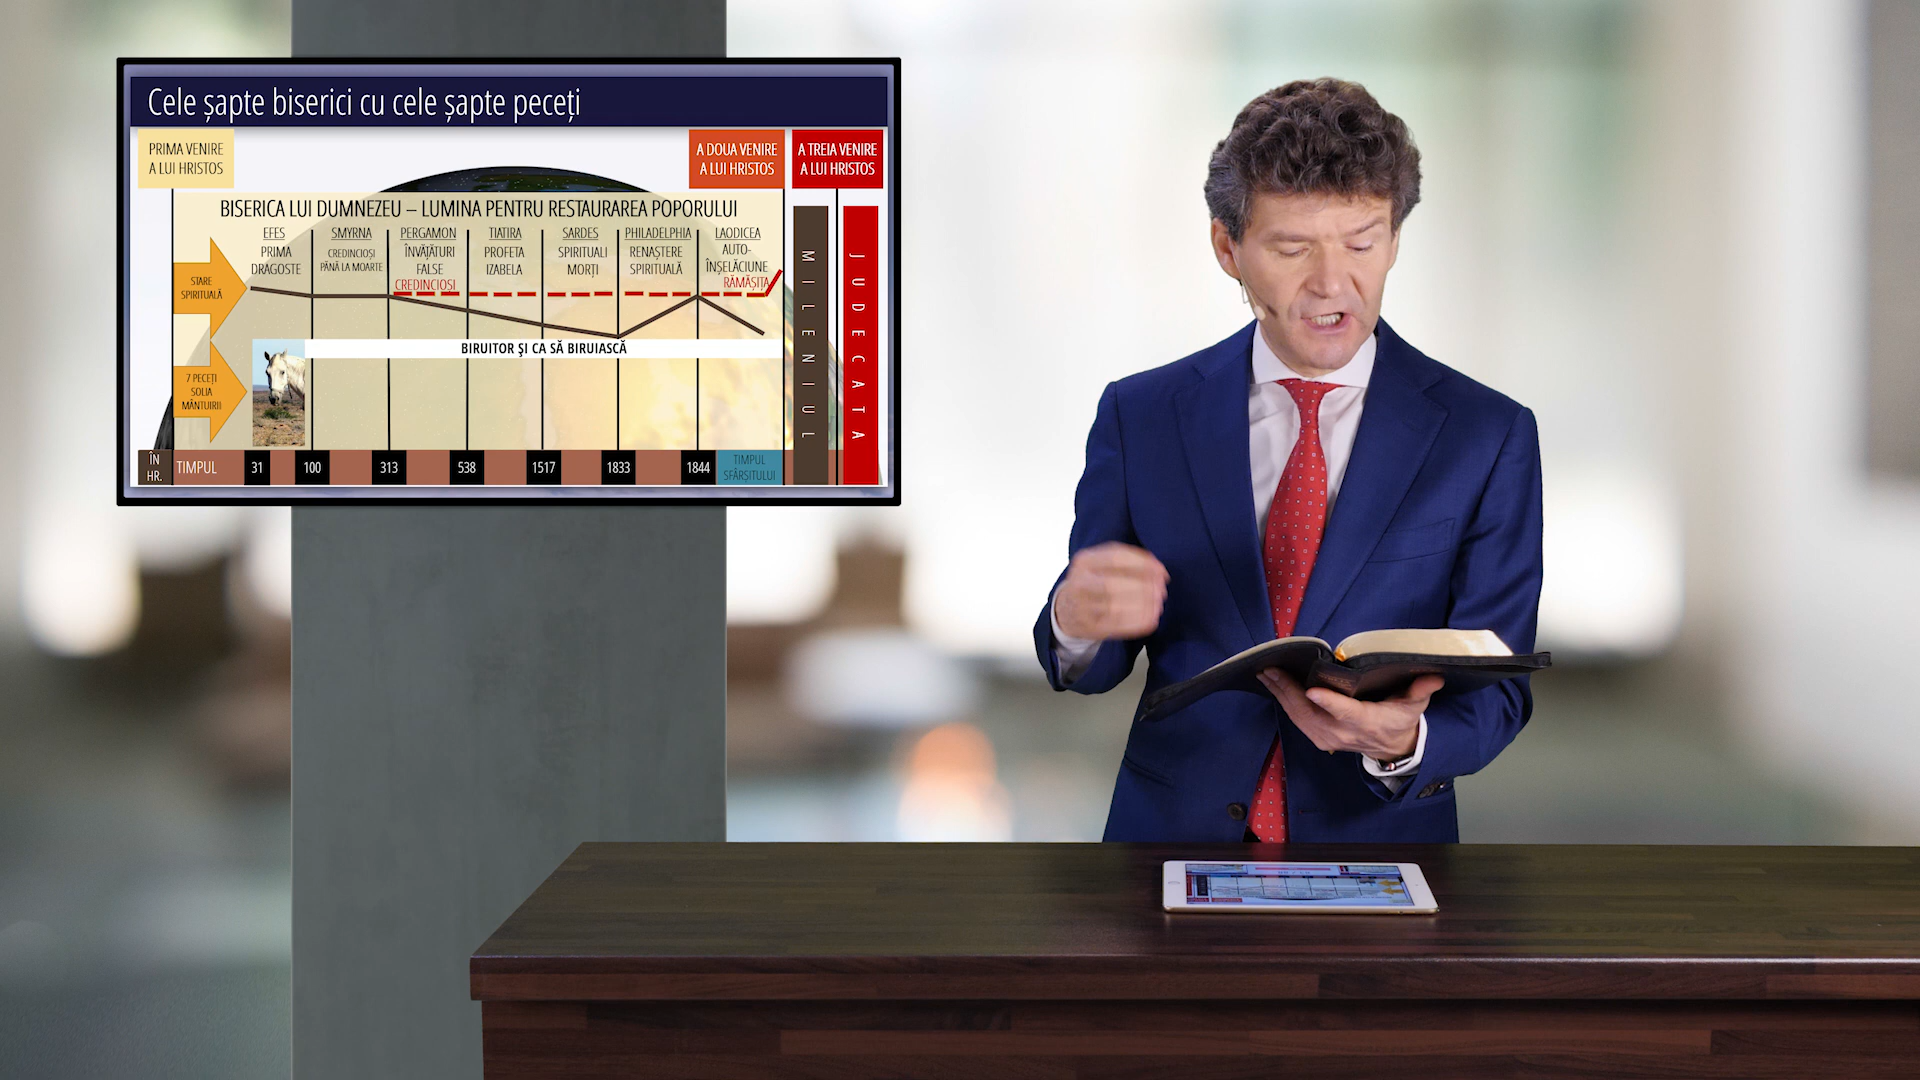 Cele șapte biserici cu cele șapte peceți
PRIMA VENIRE
A LUI HRISTOS
A DOUA VENIRE
A LUI HRISTOS
A TREIA VENIRE
A LUI HRISTOS
BISERICA LUI DUMNEZEU – LUMINA PENTRU RESTAURAREA POPORULUI
EFES
PRIMA
DRAGOSTE
SMYRNA
CREDINCIOȘI
PÂNĂ LA MOARTE
PERGAMON
ÎNVĂȚĂTURI
FALSE
CREDINCIOSI
TIATIRA
PROFETA
IZABELA
SARDES
SPIRITUALI
MORȚI
PHILADELPHIA
RENAȘTERE
SPIRITUALĂ
LAODICEA
AUTO-
ÎNȘELĂCIUNE
RĂMĂȘIȚA
STARE
SPIRITUALĂ
BIRUITOR ȘI CA SĂ BIRUIASCĂ
7 PECEȚI
SOLIA
MÂNTUIRII
MILENIUL
JUDECATA
ÎN
HR.
TIMPUL
31
100
313
538
1517
1833
1844
TIMPUL
SFÂRȘITULUI